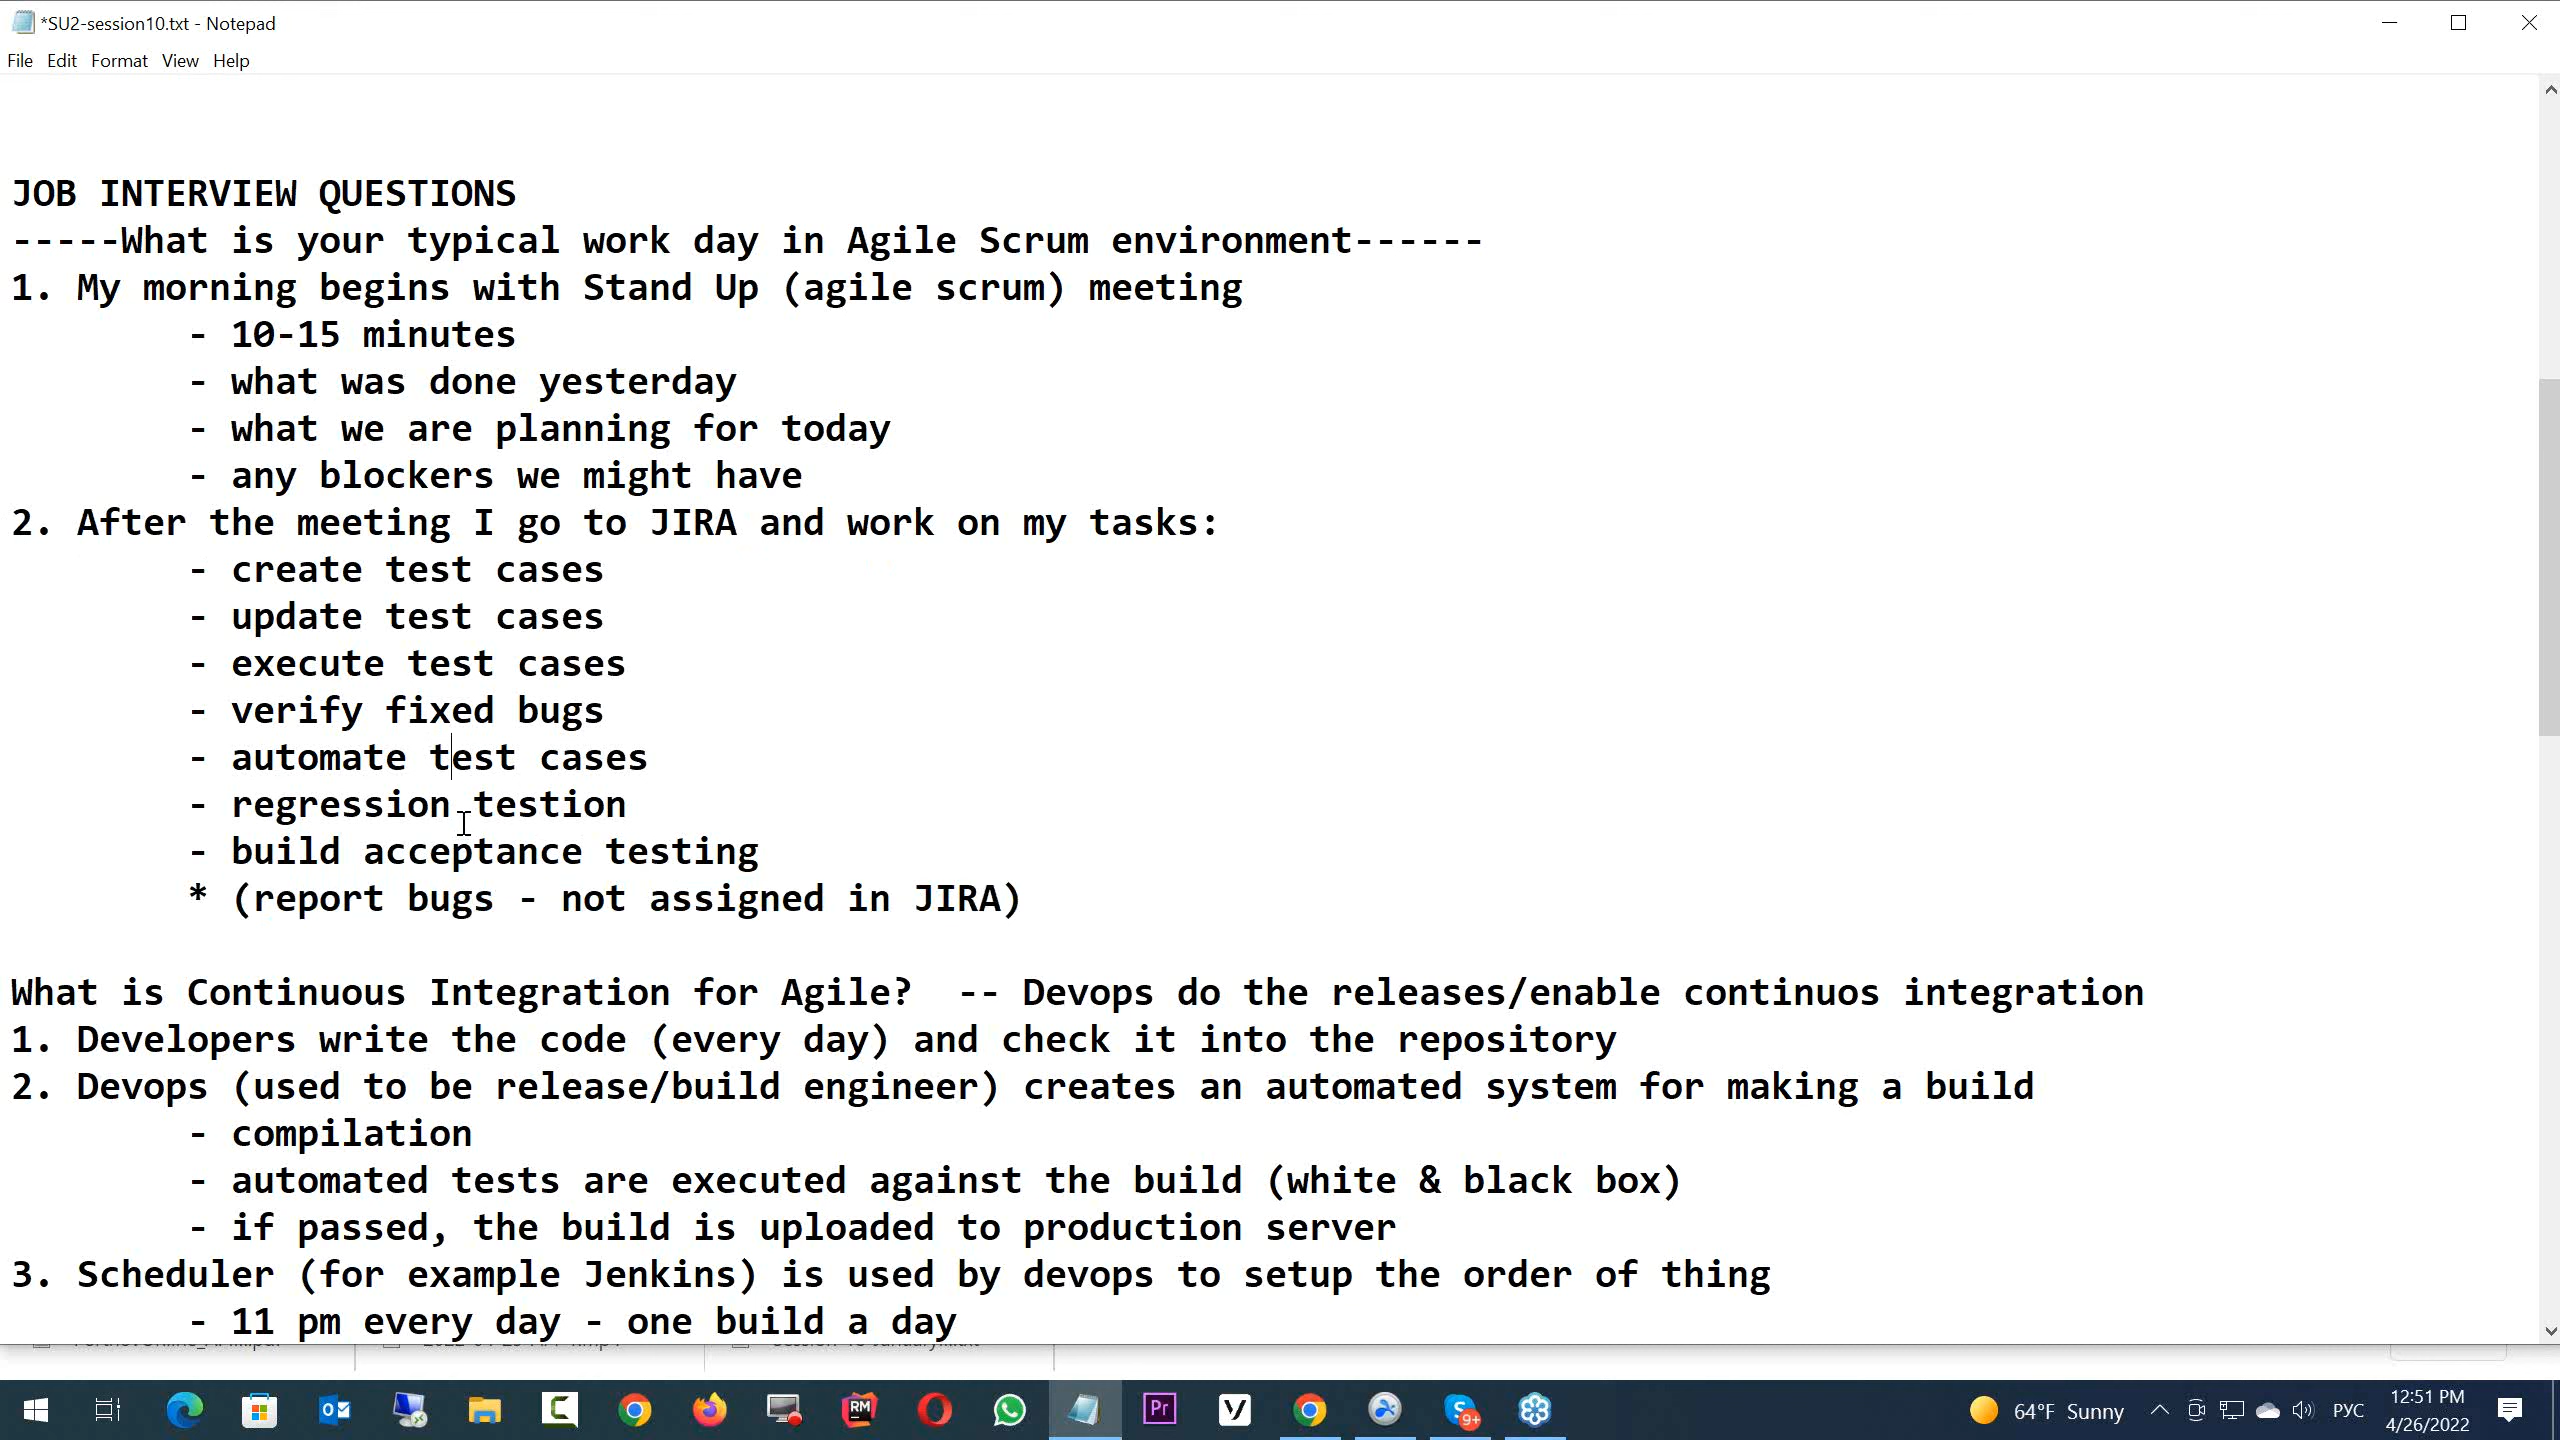 *SU2-session10.txt - Notepad
File Edit Format View Help
JOB INTERVIEW QUESTIONS
-----What is your typical work day in Agile Scrum environment------
1. My morning begins with Stand Up (agile scrum) meeting
- 10-15 minutes
- what was done yesterday
- what we are planning for today
- any blockers we might have
2. After the meeting I go to JIRA and work on my tasks:
- create test cases
- update test cases
- execute test cases
- verify fixed bugs
- automate test cases
- regression testion
- build acceptance testing
* (report bugs - not assigned in JIRA)
What is Continuous Integration for Agile?  -- Devops do the releases/enable continuos integration
1. Developers write the code (every day) and check it into the repository
2. Devops (used to be release/build engineer) creates an automated system for making a build
- compilation
- automated tests are executed against the build (white & black box)
- if passed, the build is uploaded to production server
3. Scheduler (for example Jenkins) is used by devops to setup the order of thing
- 11 pm every day - one build a day
RM
Pr
9+
64°F Sunny
РУС
12:51 PM
4/26/2022